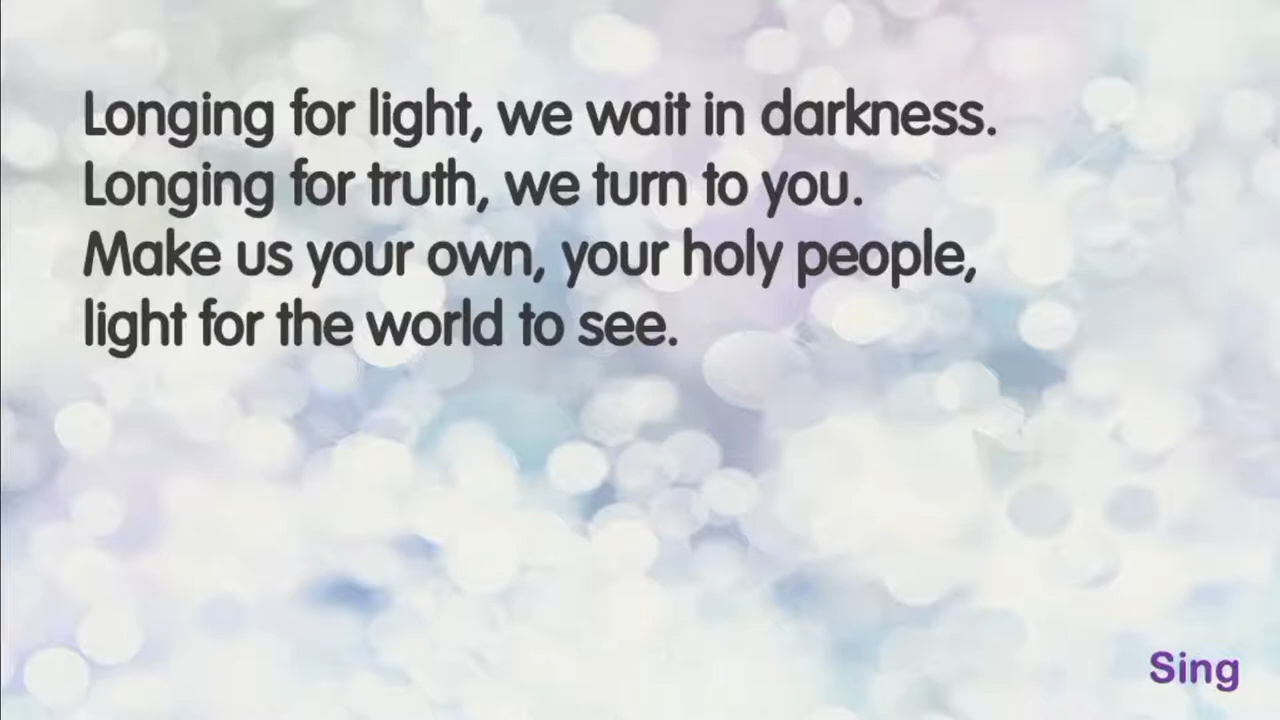 Longing for light, we wait in darkness.
Longing for truth, we turn to you.
Make us your own, your holy people,
light for the world to see.
Sing